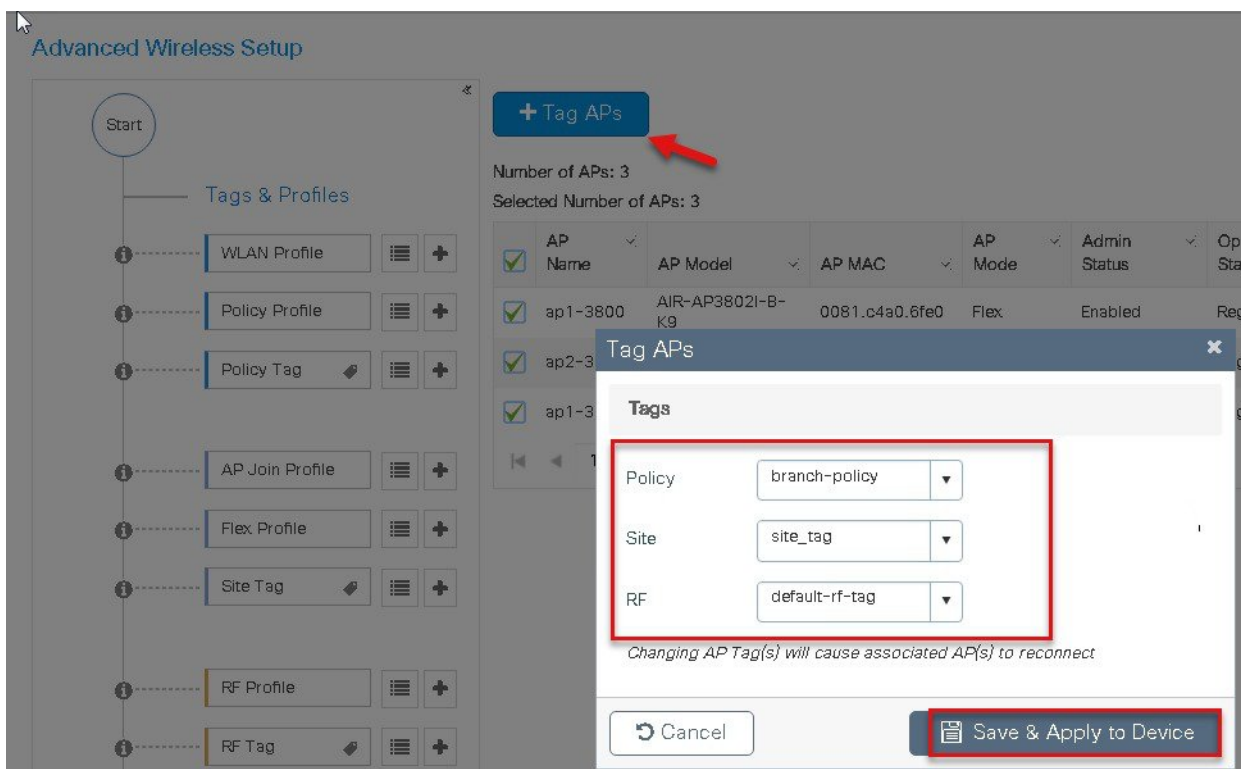 Advanced Wireless Setup
Start
Tags & Profiles
WLAN Profile
Policy Profile
Policy Tag
AP Join Profile
Flex Profile
Site Tag
RF Profile
RF Tag
+ Tag APs
Number of APs: 3
Selected Number of APs: 3
AP Name AP Model AP MAC AP Mode Admin Status
ap1-3800 AIR-AP3802I-B-K9 0081.c4a0.6fe0 Flex Enabled
Tag APs
Tags
Policy branch-policy
Site site_tag
RF default-rf-tag
Changing AP Tag(s) will cause associated AP(s) to reconnect
Cancel
Save & Apply to Device